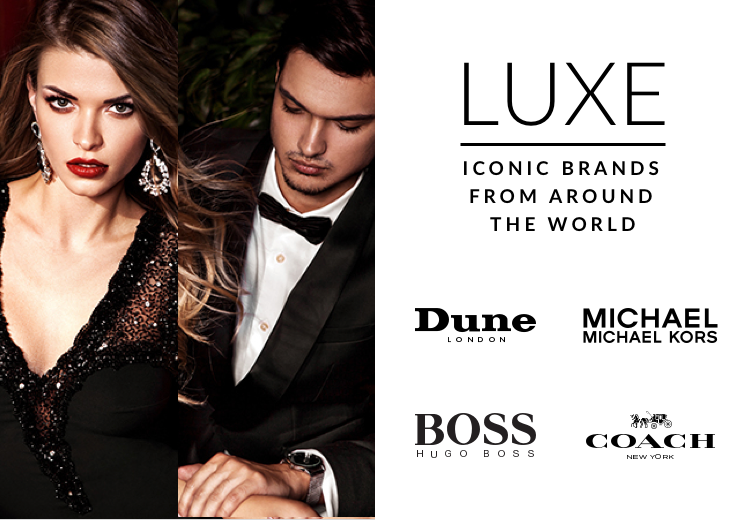 LUXE
ICONIC BRANDS
FROM AROUND
THE WORLD
Dune
LONDON
MICHAEL
MICHAEL KORS
BOSS
HUGO BOSS
COACH
NEW YORK